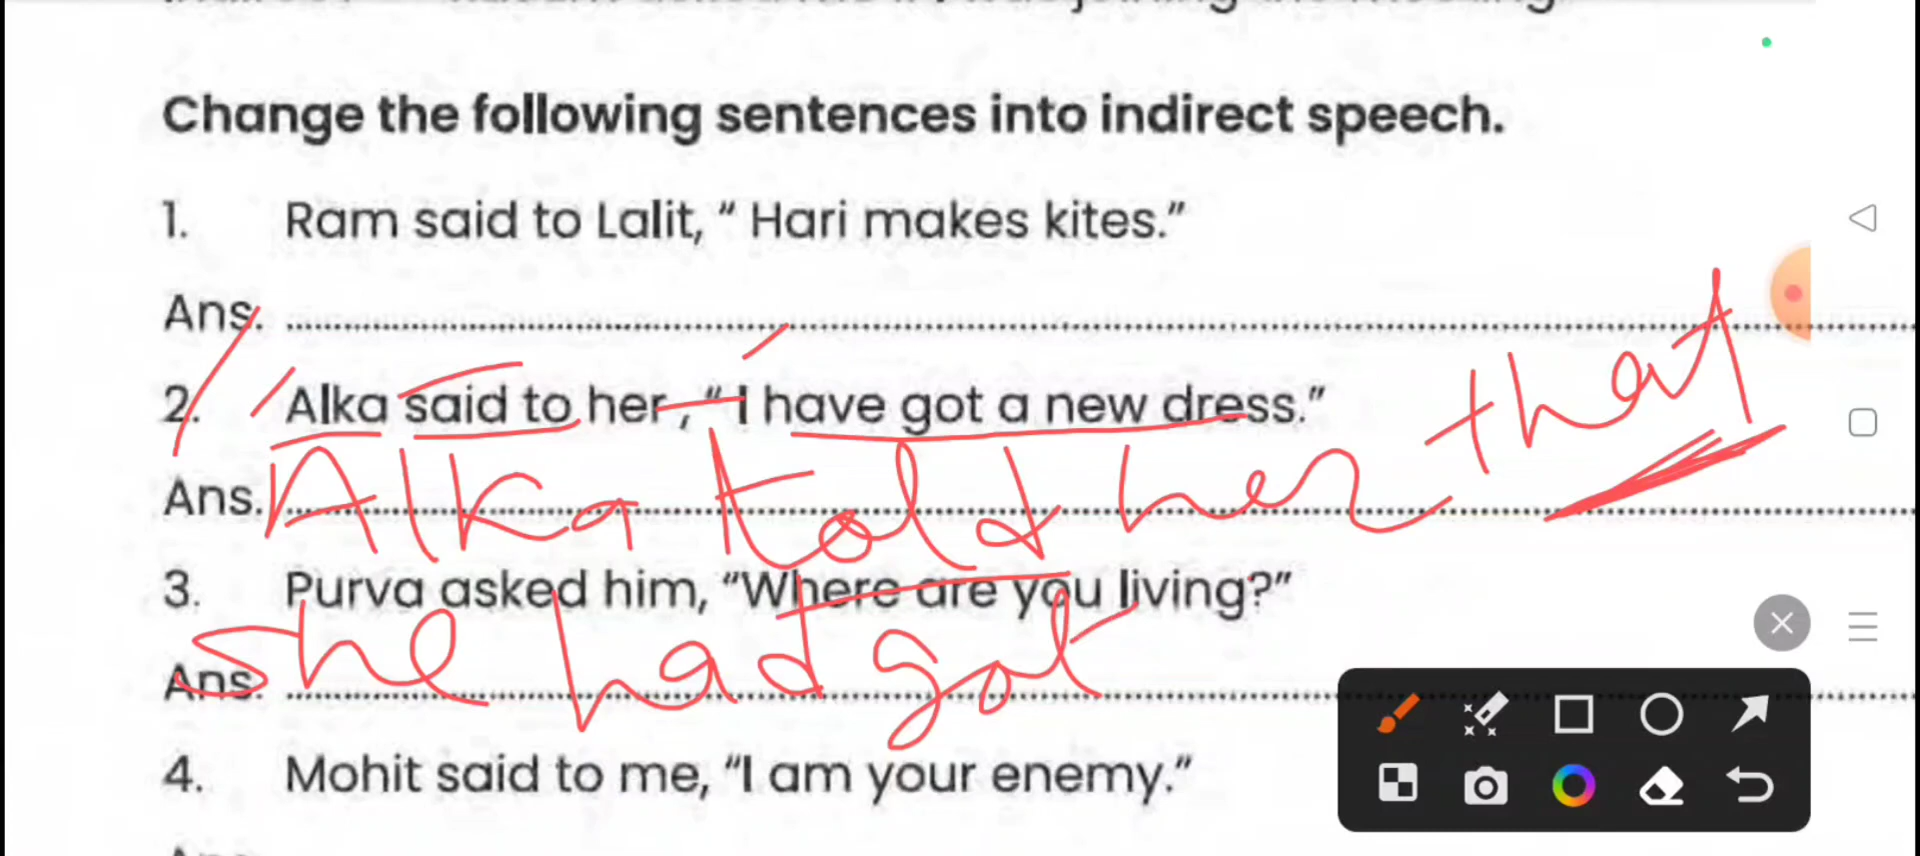 Change the following sentences into indirect speech.
1. Ram said to Lalit, “ Hari makes kites.”
Ans. ........................................
2. Alka said to her, “ I have got a new dress.”
that
Ans. Alka told her
3. Purva asked him, “Where are you living?”
she had got
Ans. ........................................
4. Mohit said to me, “I am your enemy.”